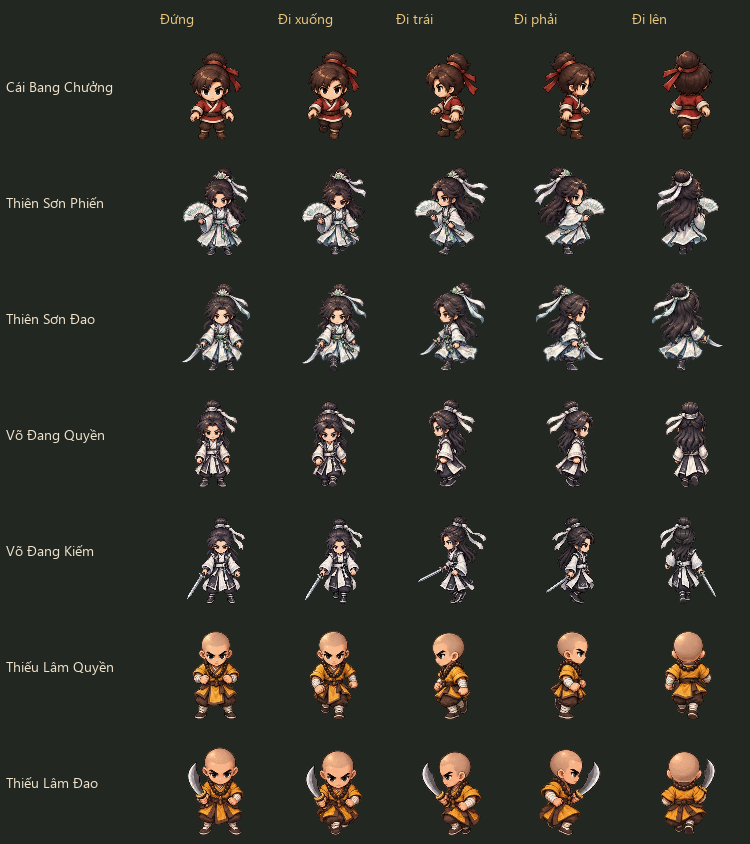 Đứng Đi xuống Đi trái Đi phải Đi lên
Cái Bang Chưởng
Thiên Sơn Phiến
Thiên Sơn Đao
Võ Đang Quyền
Võ Đang Kiếm
Thiếu Lâm Quyền
Thiếu Lâm Đao